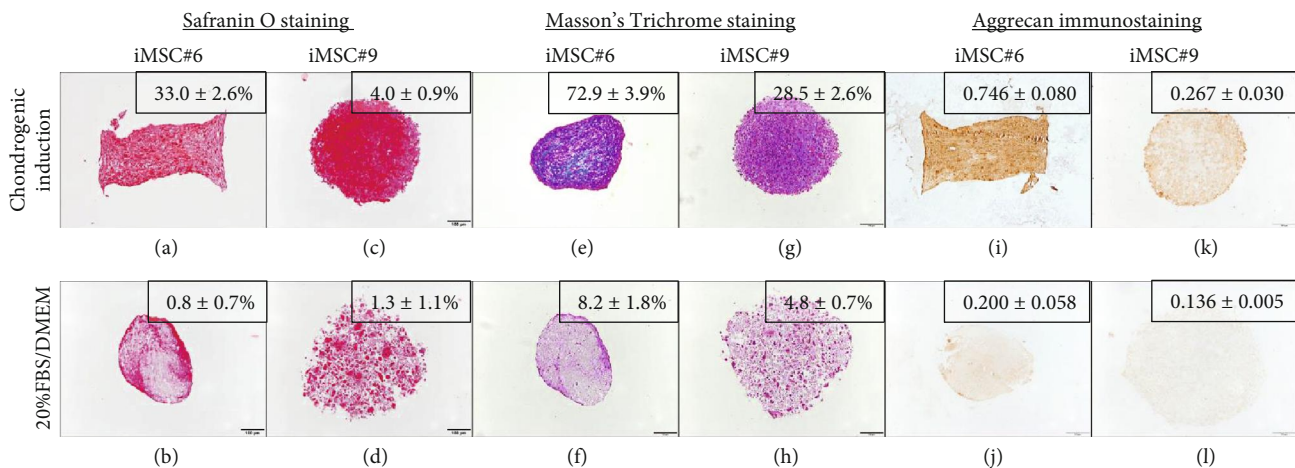 Safranin O staining Masson's Trichrome staining Aggrecan immunostaining
iMSC#6 iMSC#9 iMSC#6 iMSC#9 iMSC#6 iMSC#9
Chondrogenic
induction
33.0 ± 2.6% 4.0 ± 0.9% 72.9 ± 3.9% 28.5 ± 2.6% 0.746 ± 0.080 0.267 ± 0.030
(a) (c) (e) (g) (i) (k)
20%FBS/DMEM
0.8 ± 0.7% 1.3 ± 1.1% 8.2 ± 1.8% 4.8 ± 0.7% 0.200 ± 0.058 0.136 ± 0.005
(b) (d) (f) (h) (j) (l)